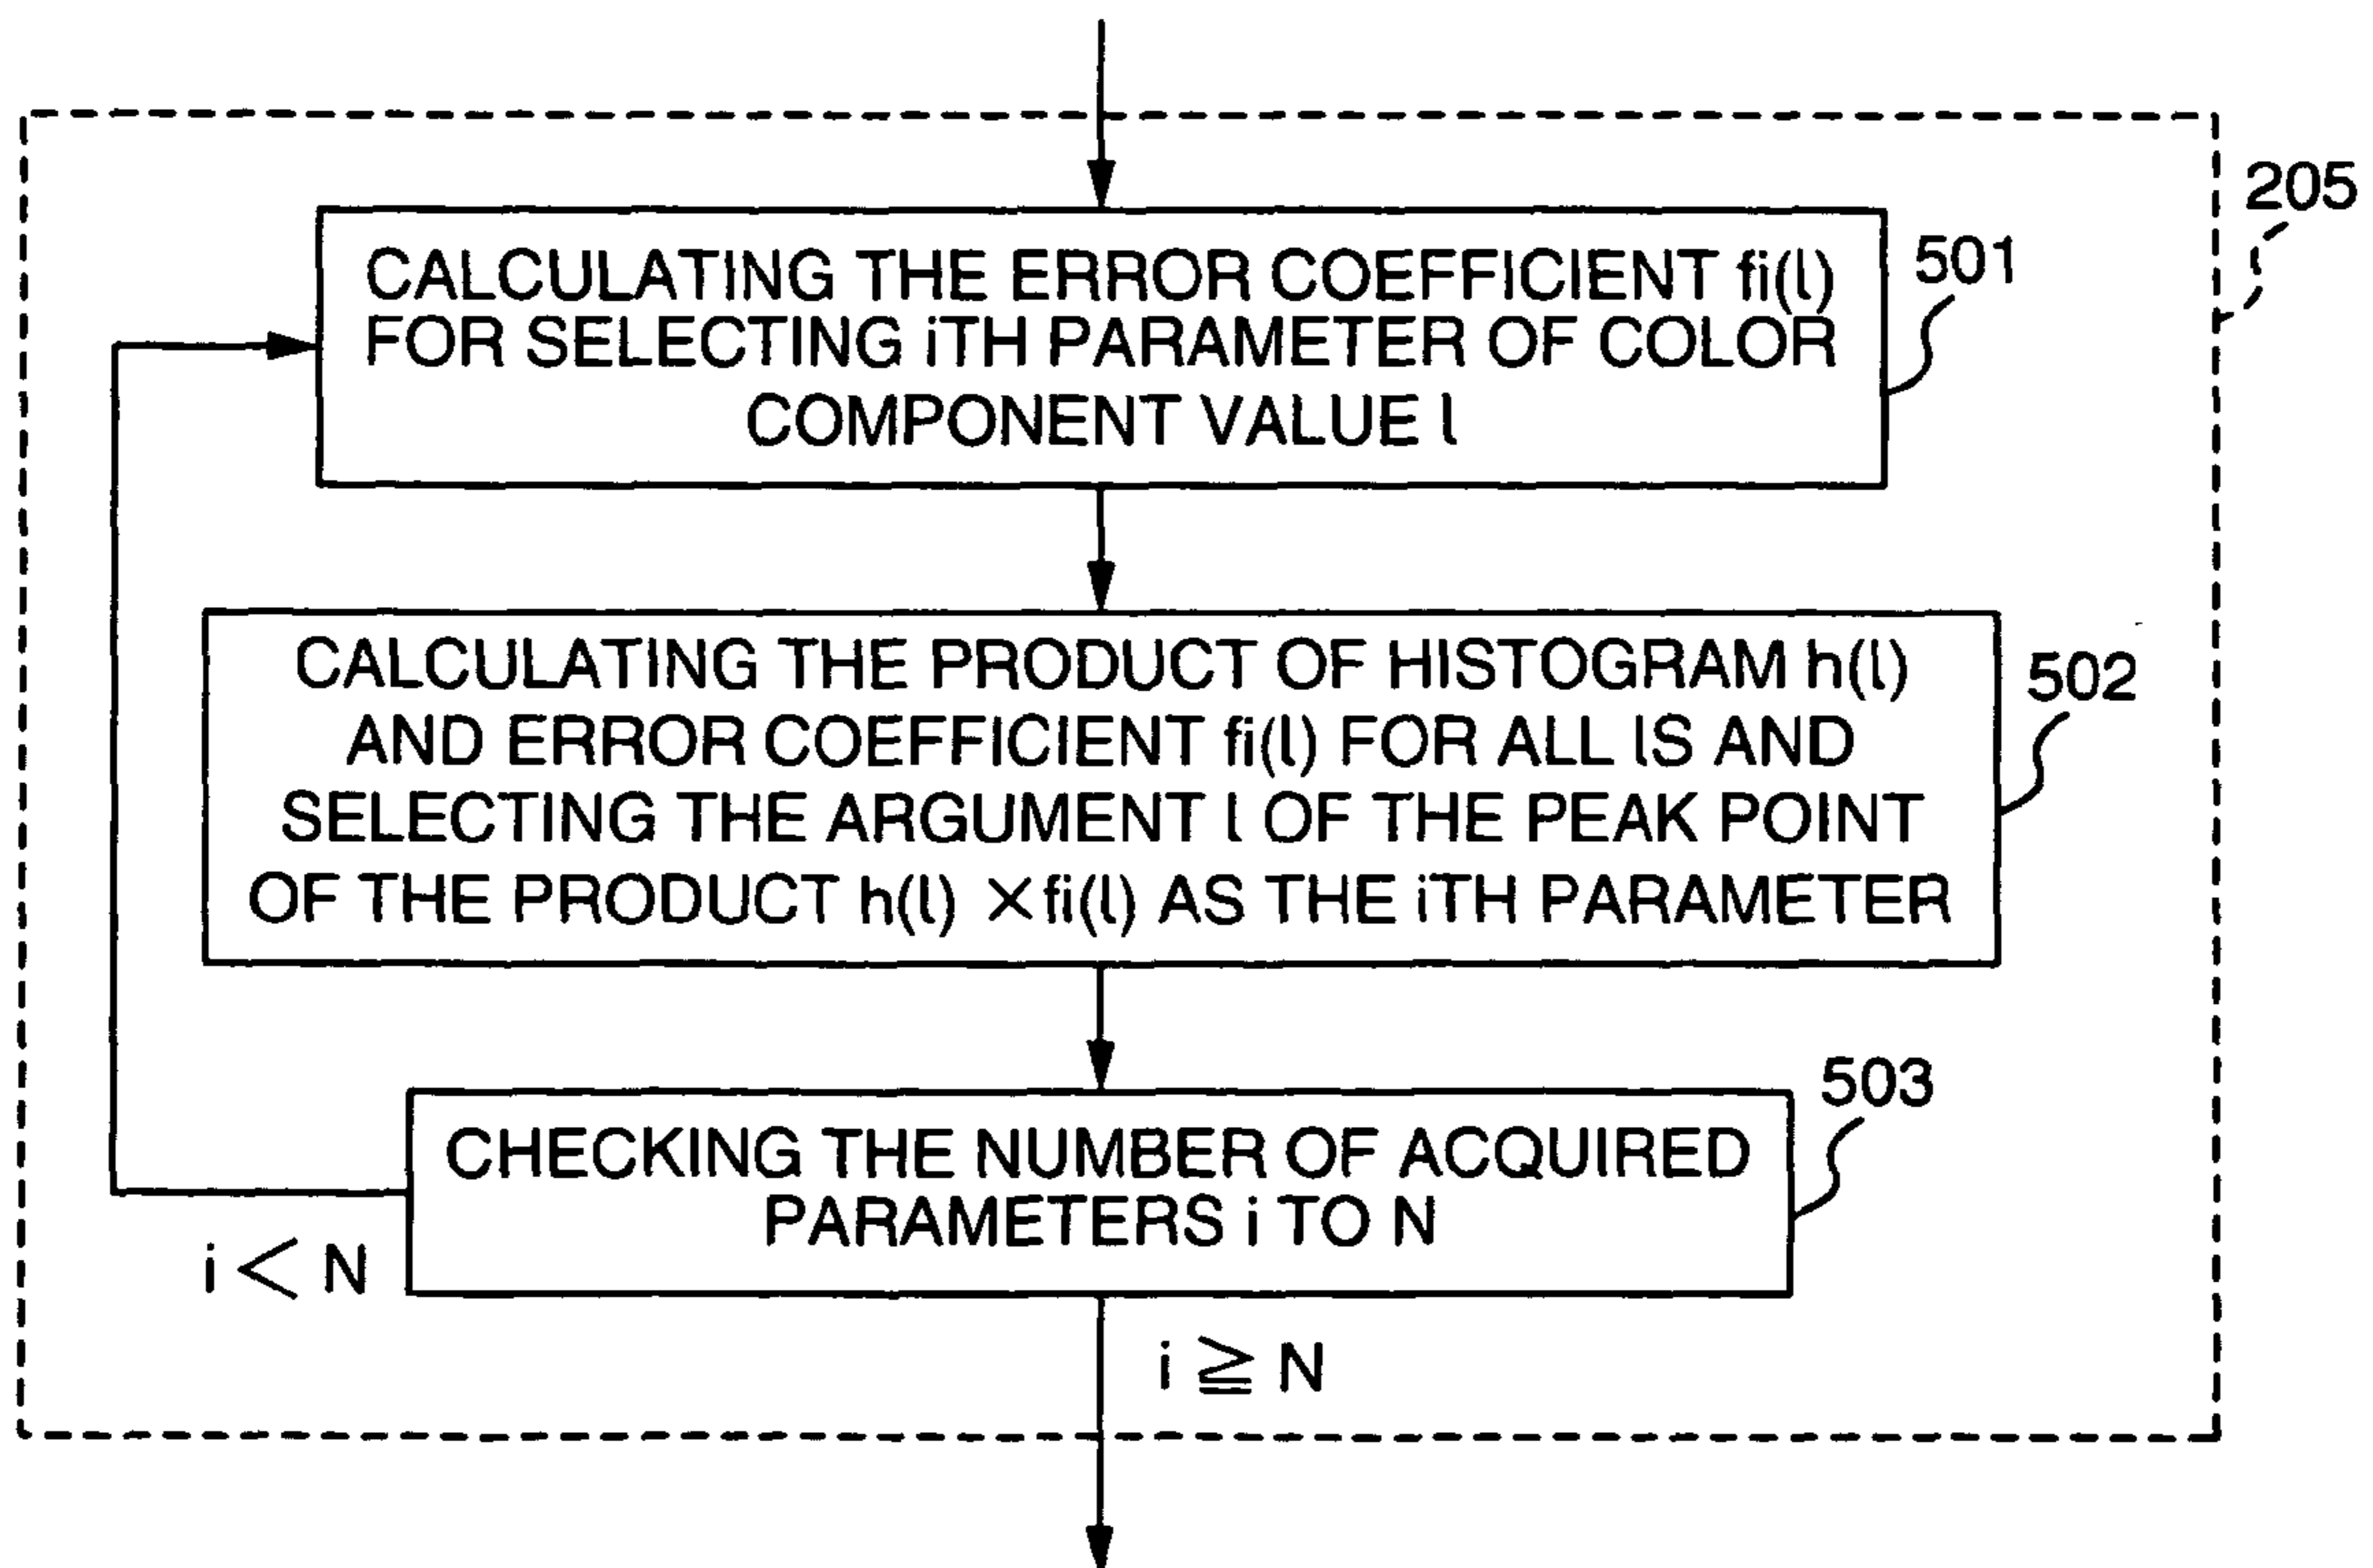 205
CALCULATING THE ERROR COEFFICIENT fi(l)
FOR SELECTING iTH PARAMETER OF COLOR
COMPONENT VALUE l
501
CALCULATING THE PRODUCT OF HISTOGRAM h(l)
AND ERROR COEFFICIENT fi(l) FOR ALL lS AND
SELECTING THE ARGUMENT l OF THE PEAK POINT
OF THE PRODUCT h(l) ×fi(l) AS THE iTH PARAMETER
502
CHECKING THE NUMBER OF ACQUIRED
PARAMETERS i TO N
503
i < N
i ≧ N